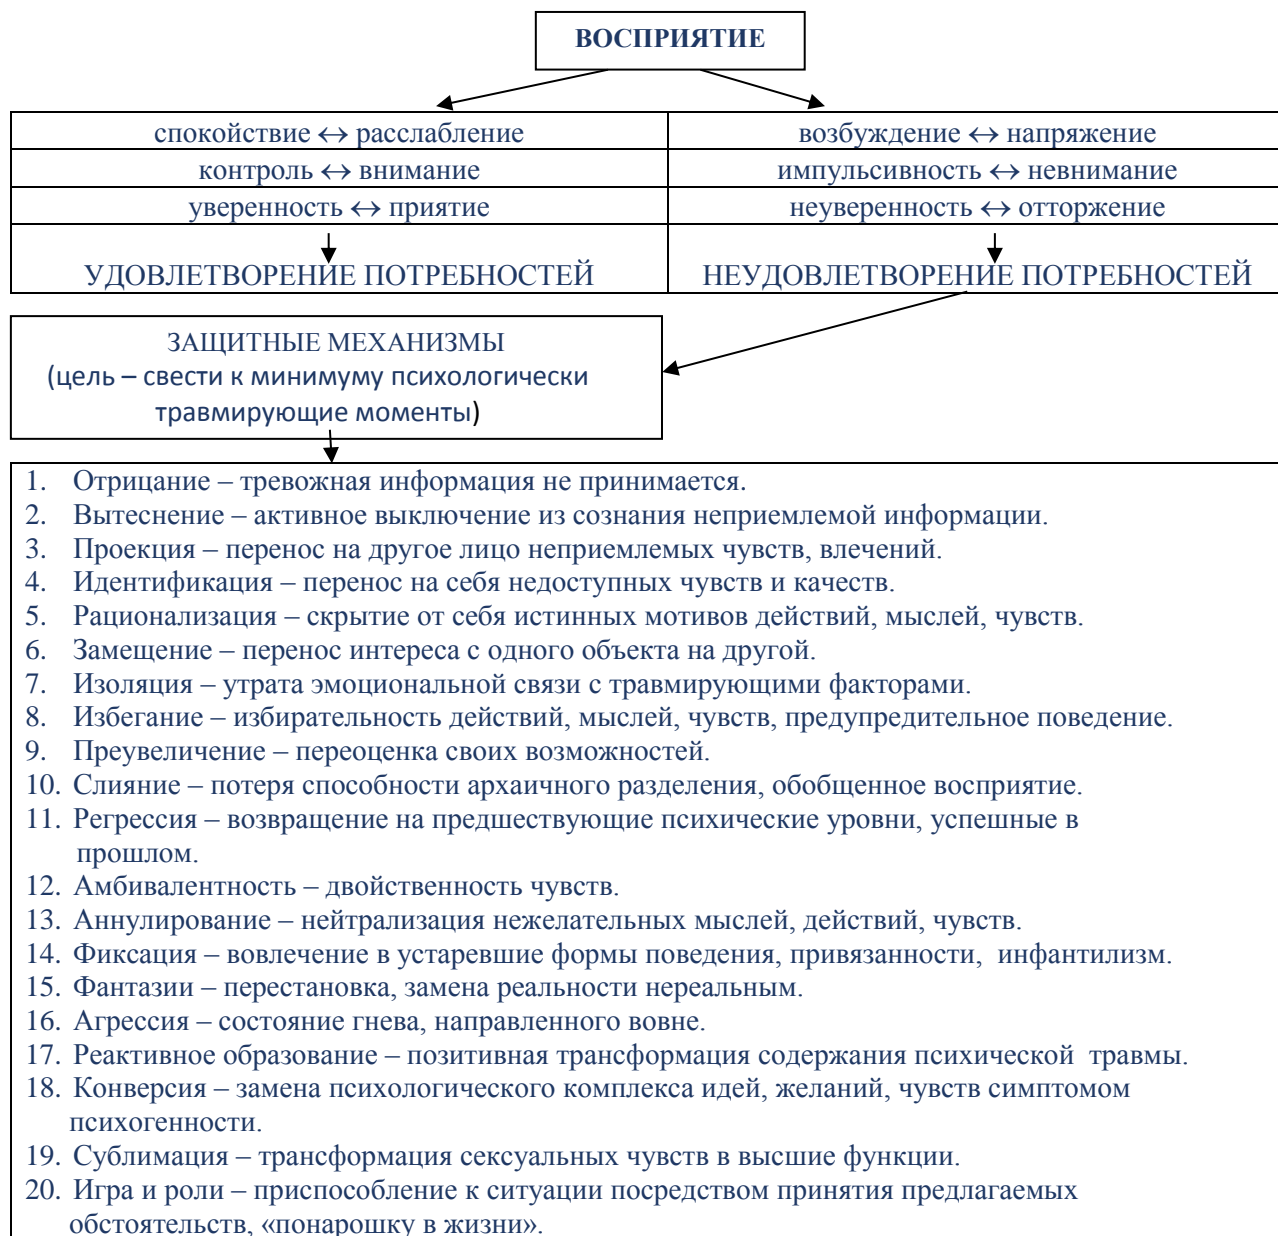 ВОСПРИЯТИЕ
спокойствие ↔ расслабление
возбуждение ↔ напряжение
контроль ↔ внимание
импульсивность ↔ невнимание
уверенность ↔ приятие
неуверенность ↔ отторжение
УДОВЛЕТВОРЕНИЕ ПОТРЕБНОСТЕЙ
НЕУДОВЛЕТВОРЕНИЕ ПОТРЕБНОСТЕЙ
ЗАЩИТНЫЕ МЕХАНИЗМЫ
(цель – свести к минимуму психологически
травмирующие моменты)
1. Отрицание – тревожная информация не принимается.
2. Вытеснение – активное выключение из сознания неприемлемой информации.
3. Проекция – перенос на другое лицо неприемлемых чувств, влечений.
4. Идентификация – перенос на себя недоступных чувств и качеств.
5. Рационализация – скрытие от себя истинных мотивов действий, мыслей, чувств.
6. Замещение – перенос интереса с одного объекта на другой.
7. Изоляция – утрата эмоциональной связи с травмирующими факторами.
8. Избегание – избирательность действий, мыслей, чувств, предупредительное поведение.
9. Преувеличение – переоценка своих возможностей.
10. Слияние – потеря способности архаичного разделения, обобщенное восприятие.
11. Регрессия – возвращение на предшествующие психические уровни, успешные в
прошлом.
12. Амбивалентность – двойственность чувств.
13. Аннулирование – нейтрализация нежелательных мыслей, действий, чувств.
14. Фиксация – вовлечение в устаревшие формы поведения, привязанности, инфантилизм.
15. Фантазии – перестановка, замена реальности нереальным.
16. Агрессия – состояние гнева, направленного вовне.
17. Реактивное образование – позитивная трансформация содержания психической травмы.
18. Конверсия – замена психологического комплекса идей, желаний, чувств симптомом
психогенности.
19. Сублимация – трансформация сексуальных чувств в высшие функции.
20. Игра и роли – приспособление к ситуации посредством принятия предлагаемых
обстоятельств, «понарошку в жизни».